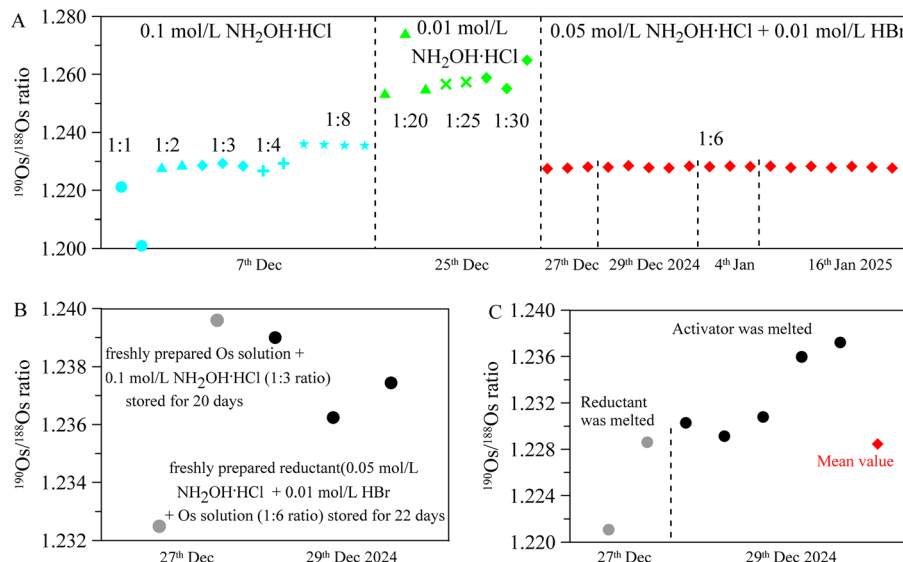 A
0.1 mol/L NH₂OH·HCl
0.01 mol/L
NH₂OH·HCl
0.05 mol/L NH₂OH·HCl + 0.01 mol/L HBr
¹⁹⁰Os/¹⁸⁸Os ratio
1.280
1.260
1.240
1.220
1.200
1:1
1:2
1:3
1:4
1:8
1:20
1:25
1:30
1:6
7ᵗʰ Dec
25ᵗʰ Dec
27ᵗʰ Dec
29ᵗʰ Dec 2024
4ᵗʰ Jan
16ᵗʰ Jan 2025
B
¹⁹⁰Os/¹⁸⁸Os ratio
1.240
1.238
1.236
1.234
1.232
freshly prepared Os solution +
0.1 mol/L NH₂OH·HCl (1:3 ratio)
stored for 20 days
freshly prepared reductant(0.05 mol/L
NH₂OH·HCl + 0.01 mol/L HBr
+ Os solution (1:6 ratio) stored for 22 days
27ᵗʰ Dec
29ᵗʰ Dec 2024
C
¹⁹⁰Os/¹⁸⁸Os ratio
1.240
1.236
1.230
1.228
1.222
1.220
Activator was melted
Reductant
was melted
Mean value
27ᵗʰ Dec
29ᵗʰ Dec 2024